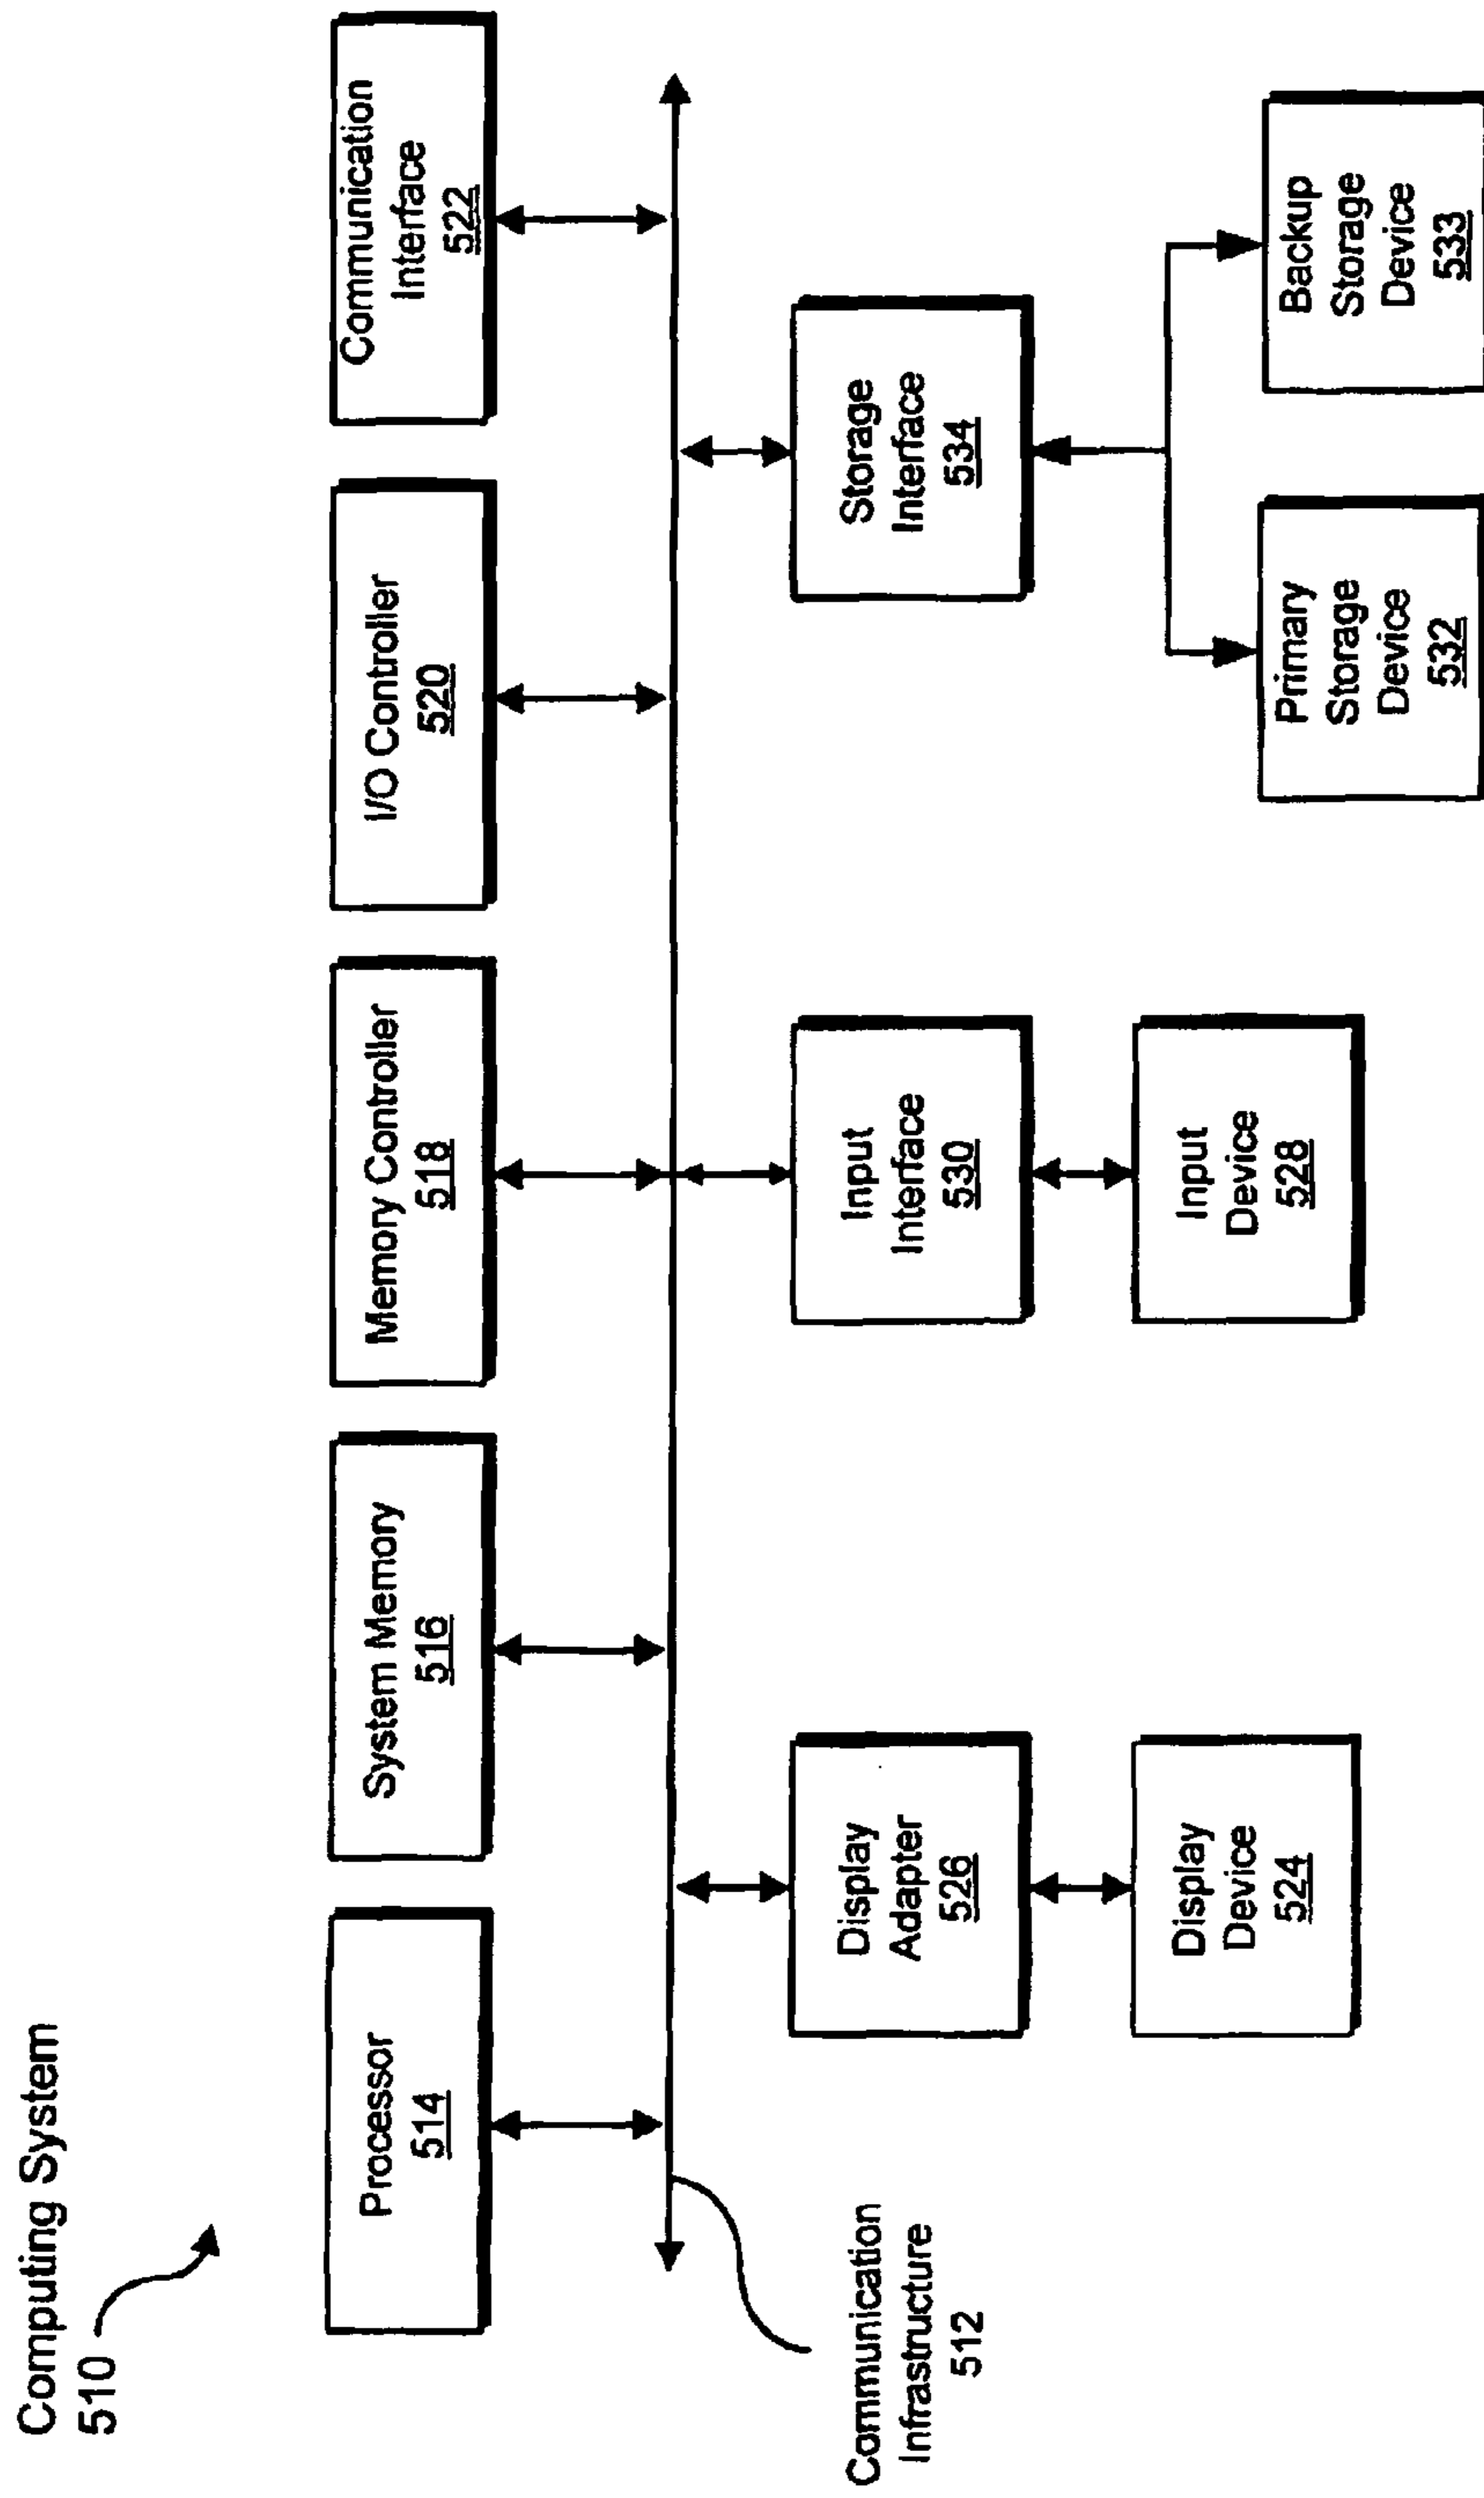 Computing System
510
Processor
514
System Memory
516
Memory Controller
518
I/O Controller
520
Communication
Interface
522
Communication
Infrastructure
512
Display
Adapter
526
Input
Interface
530
Storage
Interface
534
Display
Device
524
Input
Device
528
Primary
Storage
Device
532
Backup
Storage
Device
533